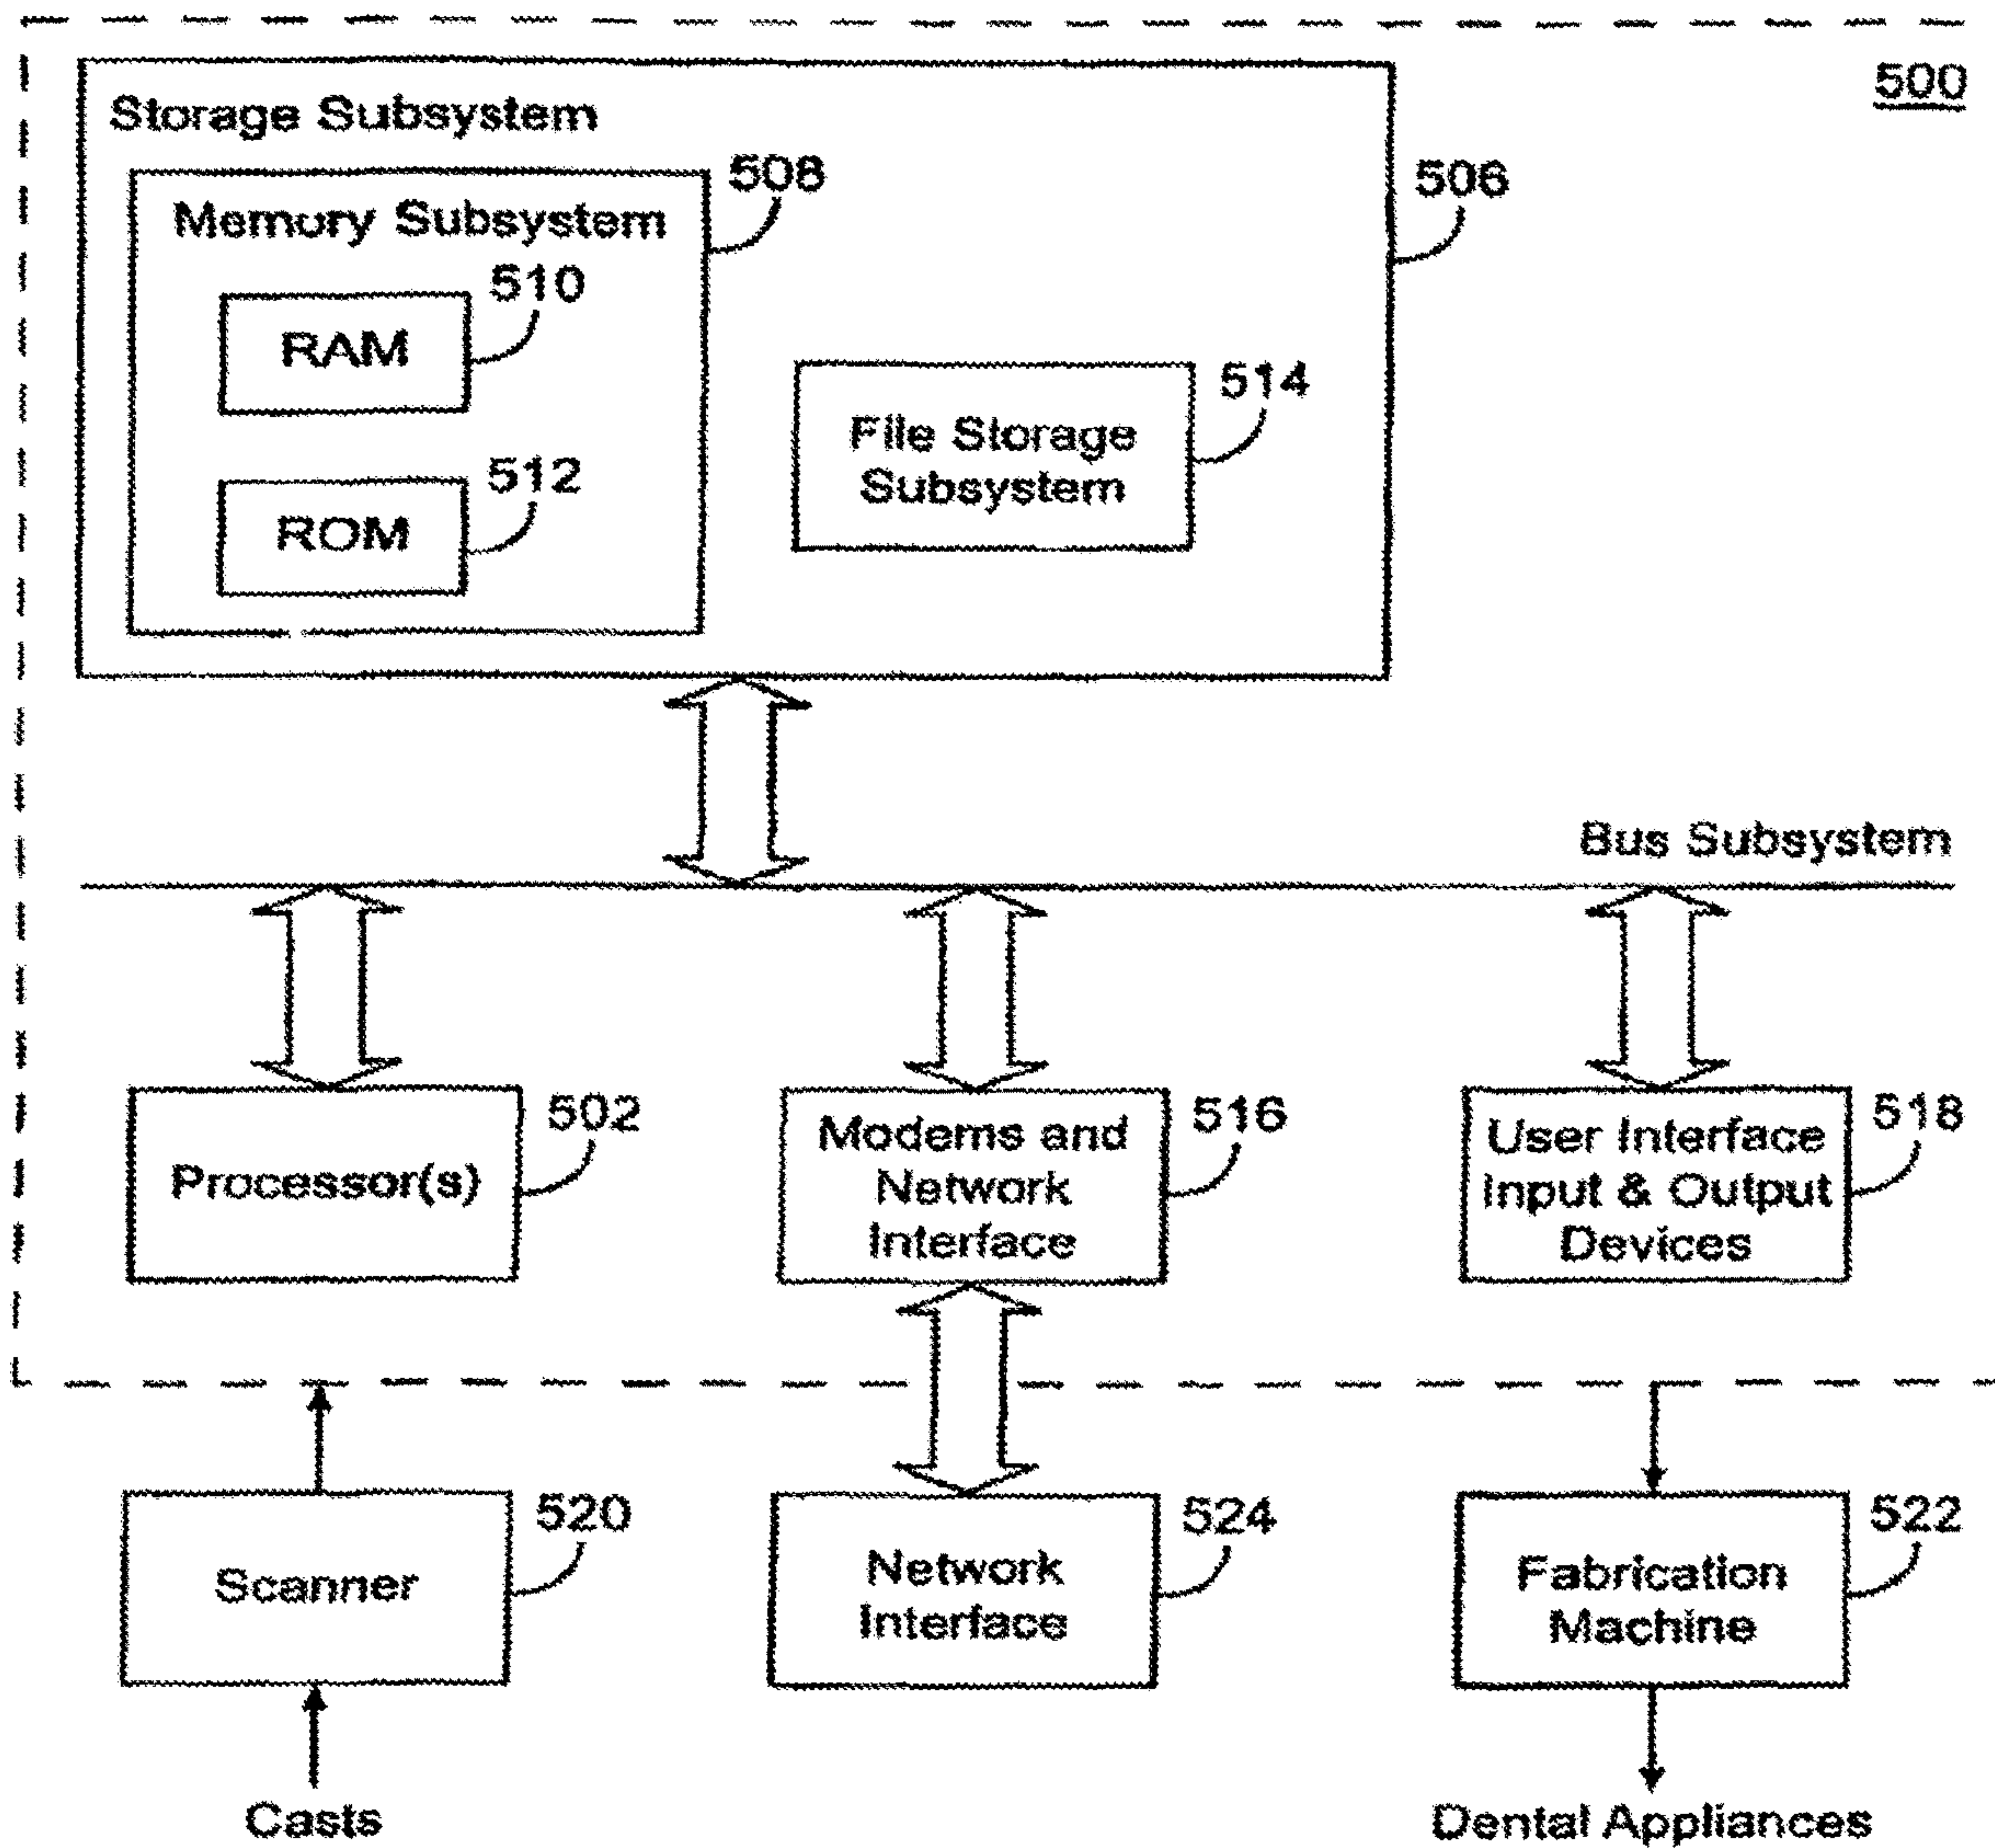 500
Storage Subsystem
508
506
Memory Subsystem
510
RAM
514
File Storage
Subsystem
512
ROM
Bus Subsystem
502
Processor(s)
516
Modems and
Network
Interface
518
User Interface
Input & Output
Devices
520
Scanner
524
Network
Interface
522
Fabrication
Machine
Casts
Dental Appliances